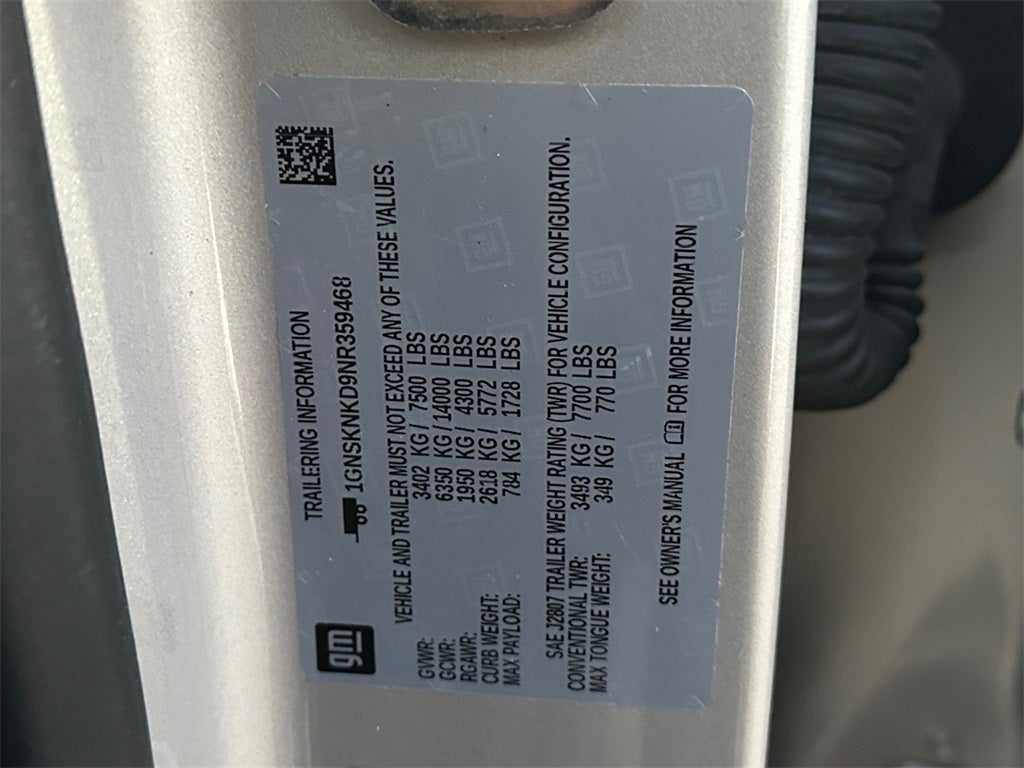 gm
TRAILERING INFORMATION
1GNSKNKD9NR359468
VEHICLE AND TRAILER MUST NOT EXCEED ANY OF THESE VALUES.
GVWR: 3402 KG / 7500 LBS
GCWR: 6350 KG / 14000 LBS
RGAWR: 1950 KG / 4300 LBS
CURB WEIGHT: 2618 KG / 5772 LBS
MAX PAYLOAD: 784 KG / 1728 LBS
SAE J2807 TRAILER WEIGHT RATING (TWR) FOR VEHICLE CONFIGURATION.
CONVENTIONAL TWR: 3493 KG / 7700 LBS
MAX TONGUE WEIGHT: 349 KG / 770 LBS
SEE OWNER'S MANUAL FOR MORE INFORMATION